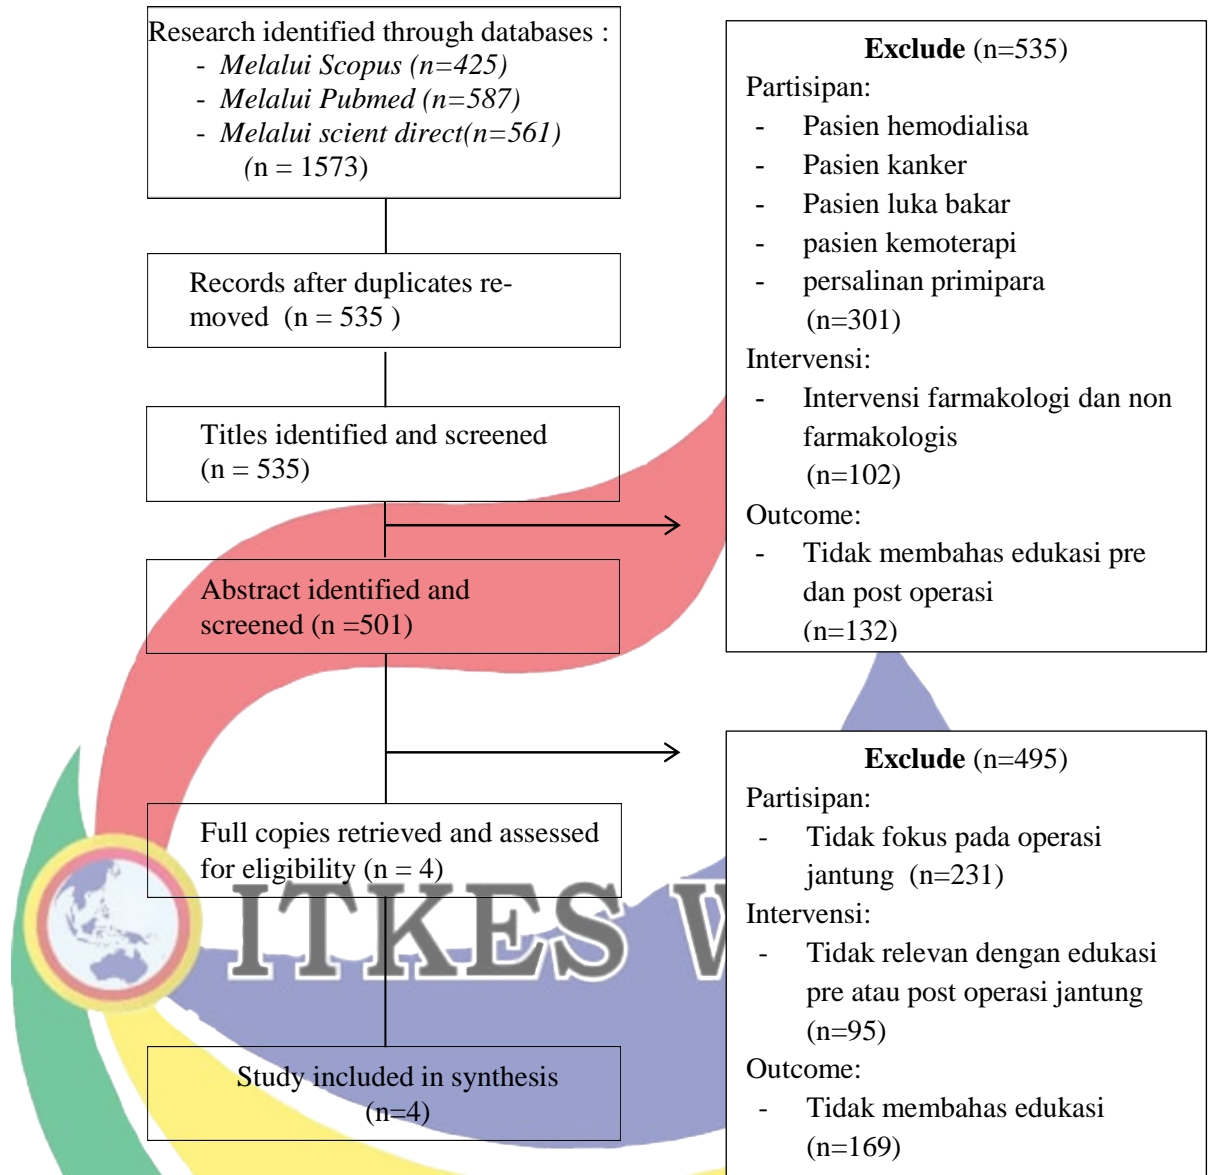 Research identified through databases :
- Melalui Scopus (n=425)
- Melalui Pubmed (n=587)
- Melalui scient direct(n=561)
(n = 1573)
Records after duplicates re-
moved (n = 535 )
Titles identified and screened
(n = 535)
Abstract identified and
screened (n =501)
Full copies retrieved and assessed
for eligibility (n = 4)
Study included in synthesis
(n=4)
Exclude (n=535)
Partisipan:
- Pasien hemodialisa
- Pasien kanker
- Pasien luka bakar
- pasien kemoterapi
- persalinan primipara
(n=301)
Intervensi:
- Intervensi farmakologi dan non
farmakologis
(n=102)
Outcome:
- Tidak membahas edukasi pre
dan post operasi
(n=132)
Exclude (n=495)
Partisipan:
- Tidak fokus pada operasi
jantung (n=231)
Intervensi:
- Tidak relevan dengan edukasi
pre atau post operasi jantung
(n=95)
Outcome:
- Tidak membahas edukasi
(n=169)
ITKES W